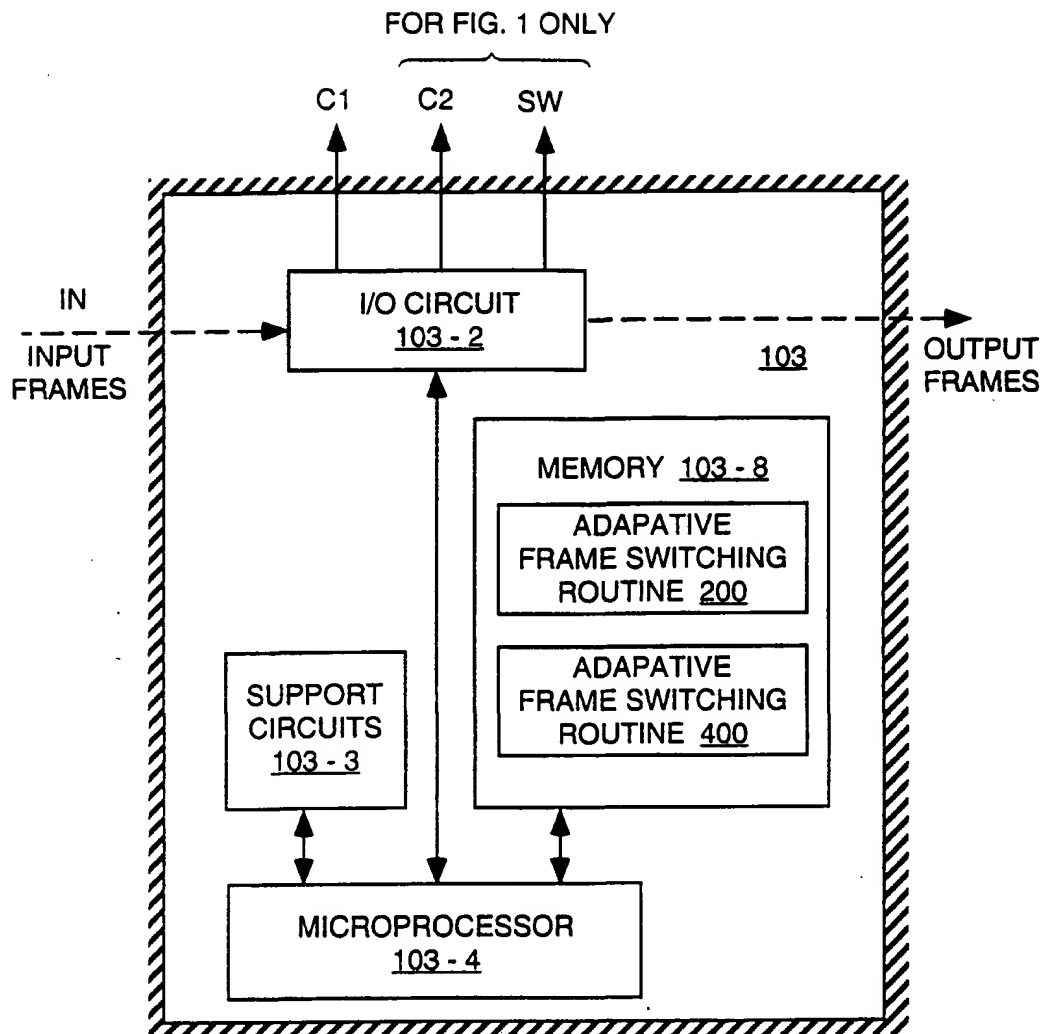 FOR FIG. 1 ONLY
C1 C2 SW
I/O CIRCUIT
103 - 2
IN
INPUT
FRAMES
103
OUTPUT
FRAMES
MEMORY 103 - 8
ADAPATIVE
FRAME SWITCHING
ROUTINE 200
ADAPATIVE
FRAME SWITCHING
ROUTINE 400
SUPPORT
CIRCUITS
103 - 3
MICROPROCESSOR
103 - 4